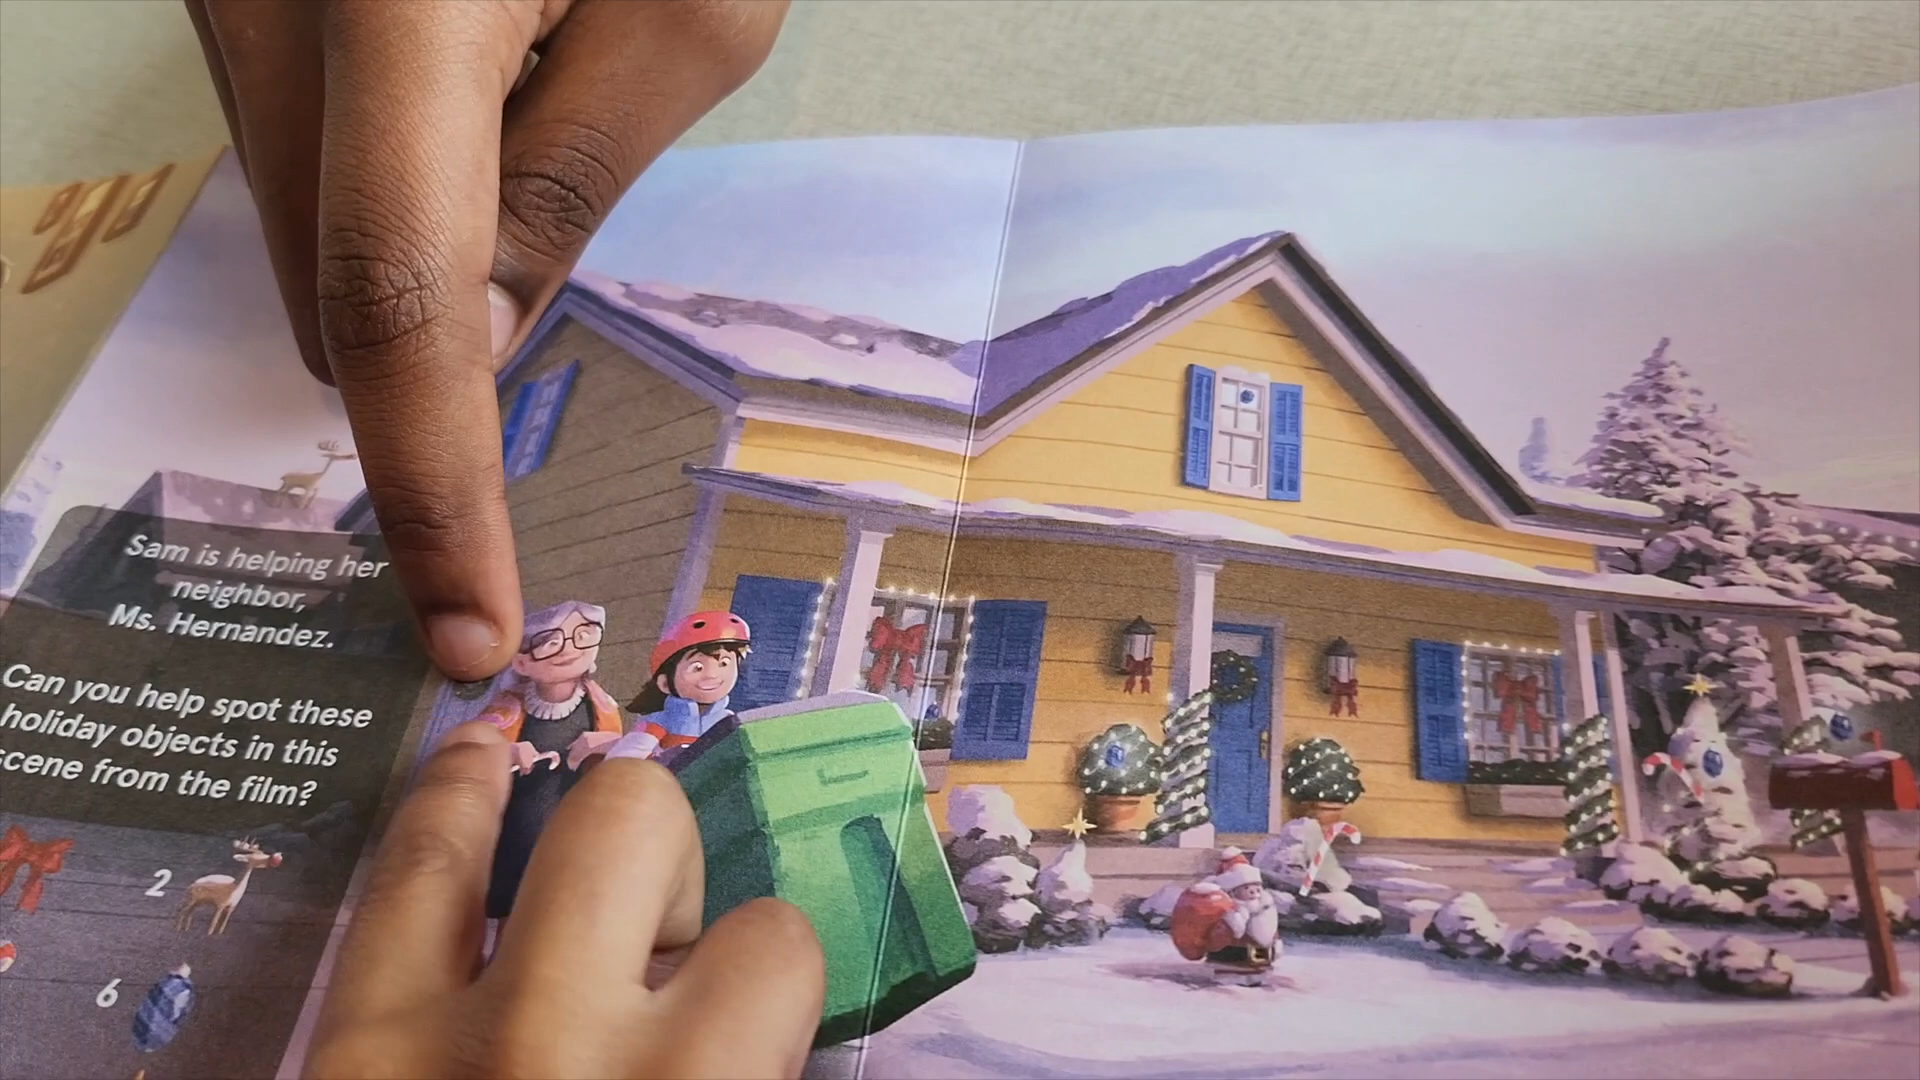 Sam is helping her
neighbor,
Ms. Hernandez.
Can you help spot these
holiday objects in this
scene from the film?
2
6